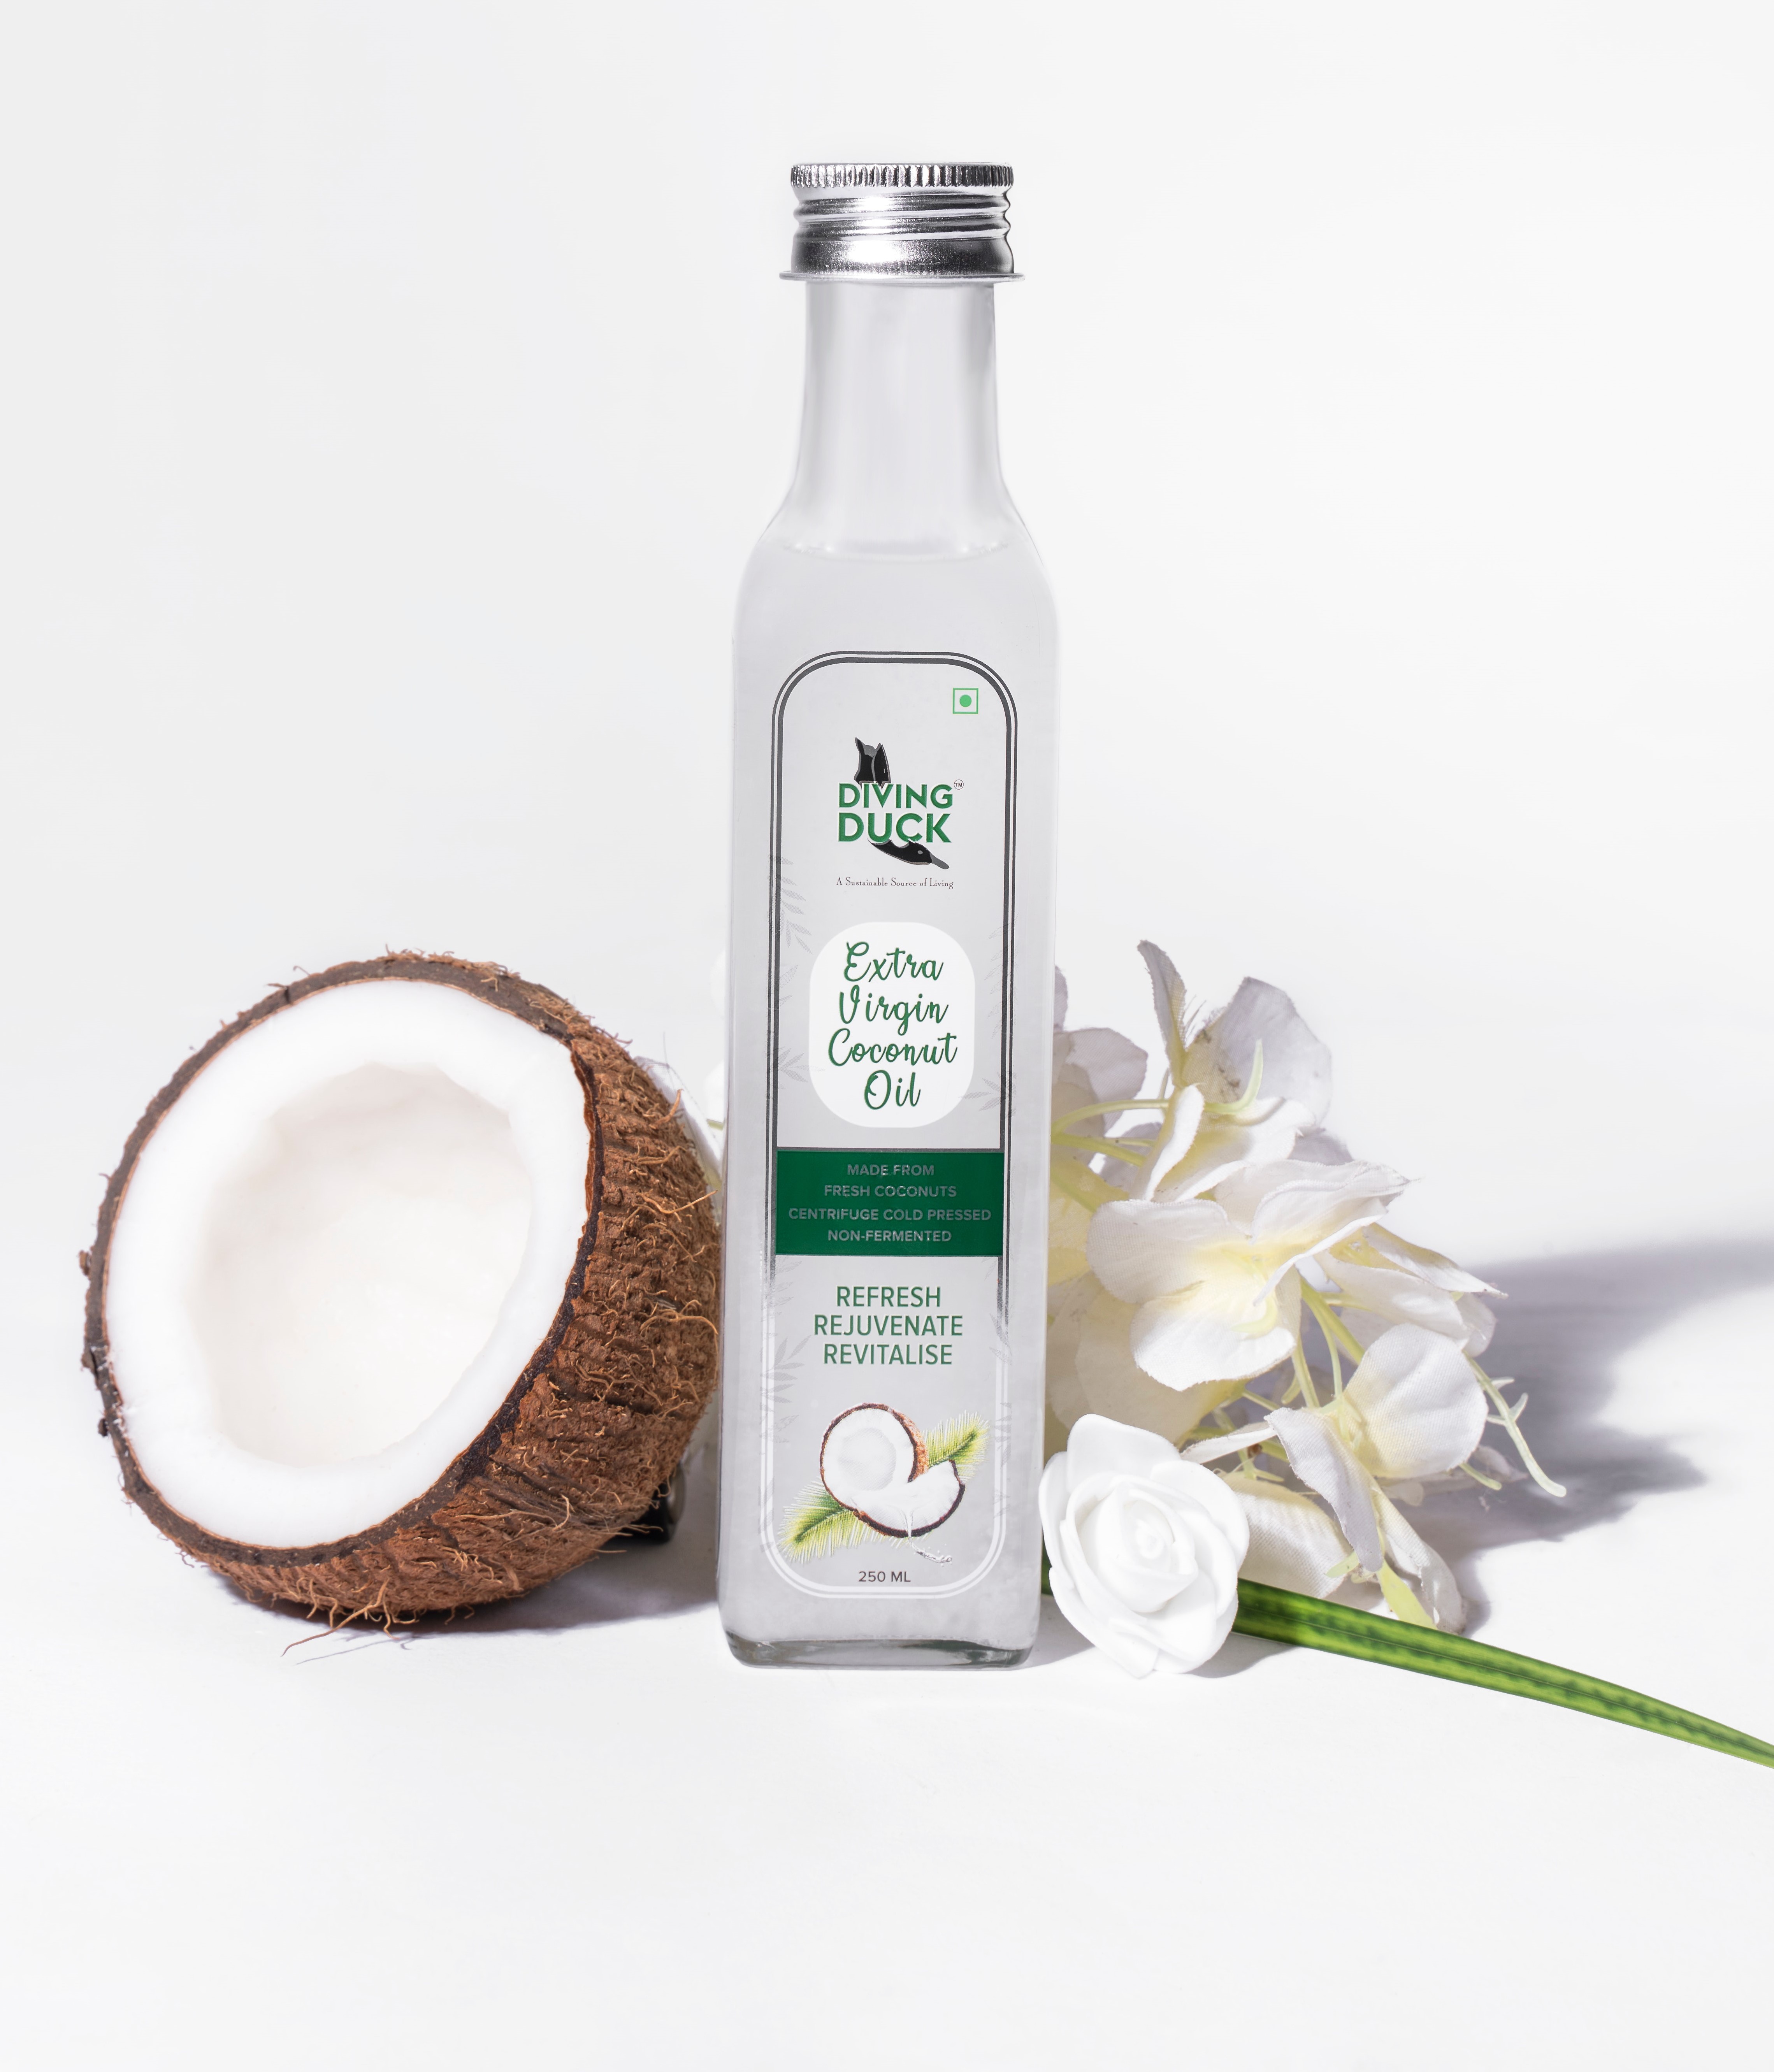 DIVING™
DUCK
A Sustainable Source of Living
Extra
Virgin
Coconut
Oil
MADE FROM
FRESH COCONUTS
CENTRIFUGE COLD PRESSED
NON-FERMENTED
REFRESH
REJUVENATE
REVITALISE
250 ML